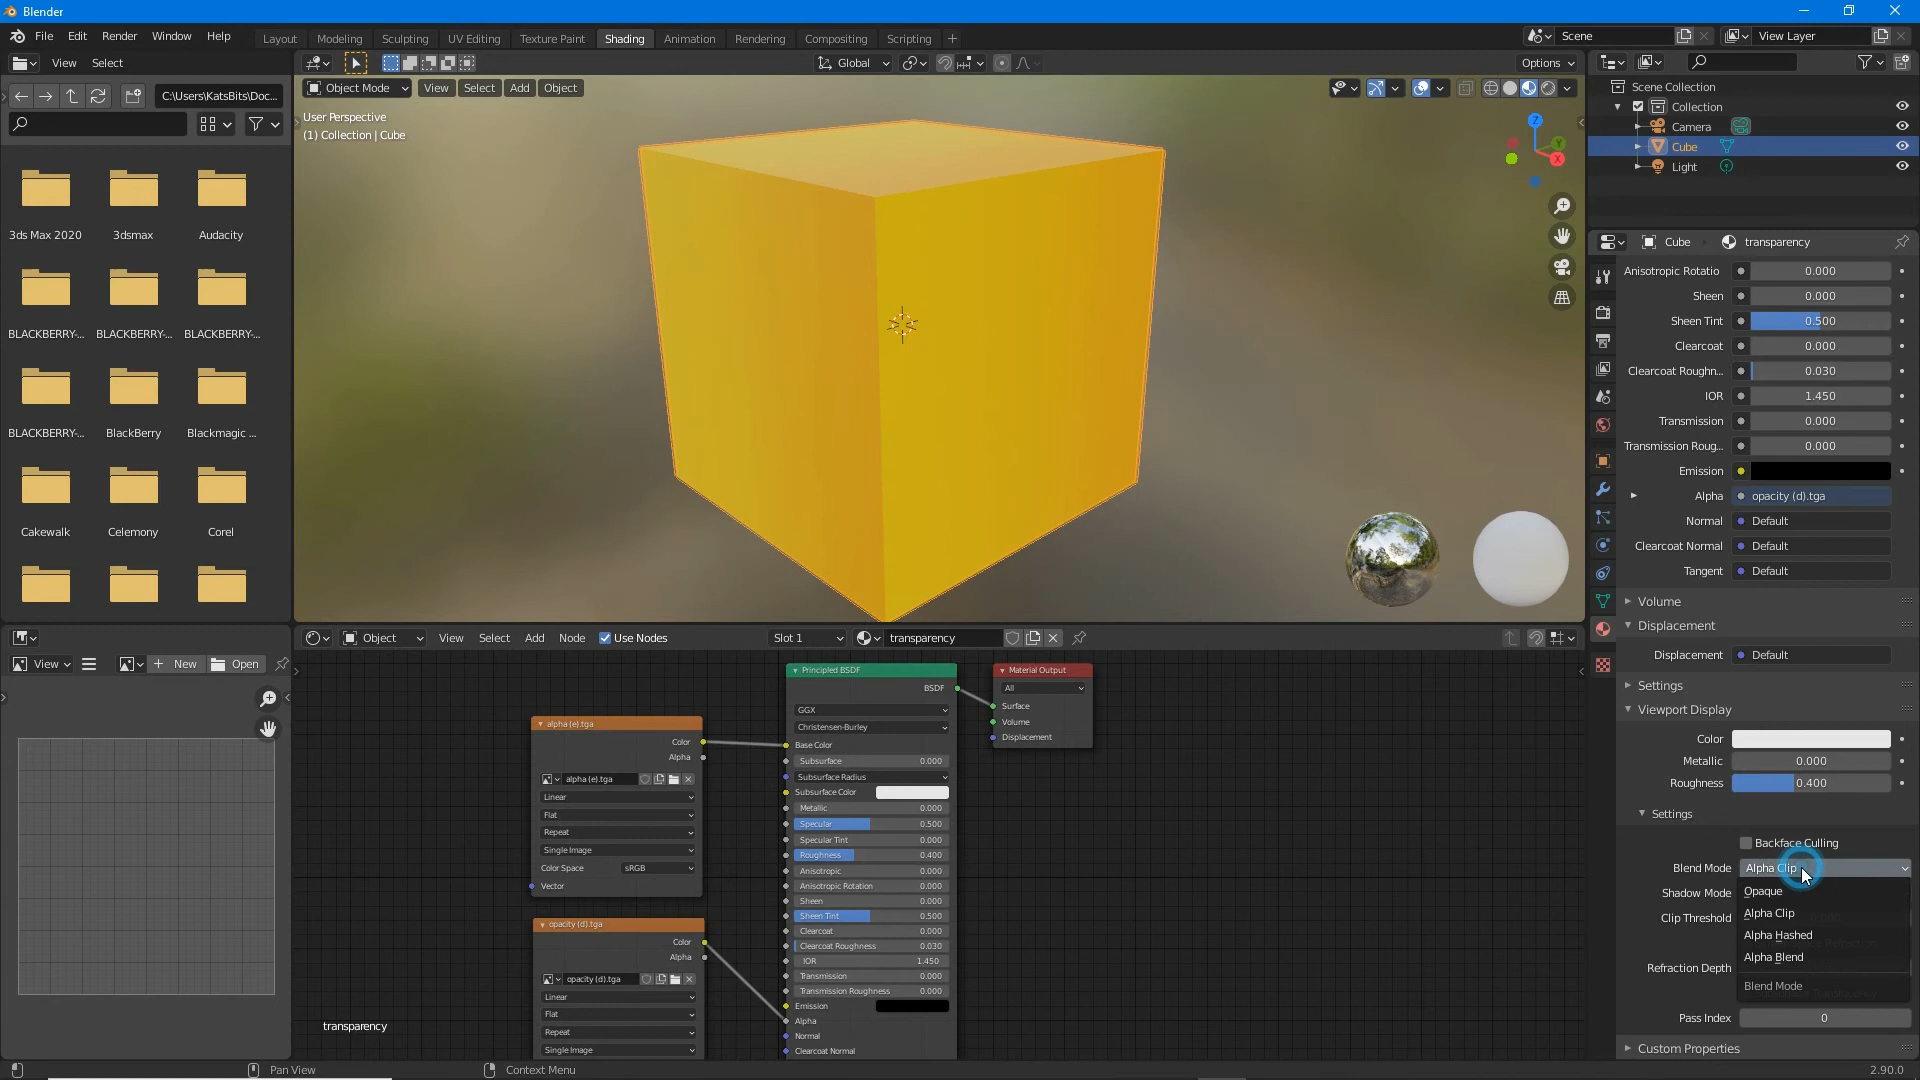 Blender
File Edit Render Window Help
Layout Modeling Sculpting UV Editing Texture Paint Shading Animation Rendering Compositing Scripting +
Scene
View Layer
View Select
Global
Options
C:\Users\KatsBits\Doc...
Object Mode View Select Add Object
User Perspective
(1) Collection | Cube
Z
Y
X
3ds Max 2020 3dsmax Audacity
BLACKBERRY-... BLACKBERRY-... BLACKBERRY-...
BLACKBERRY-... BlackBerry Blackmagic ...
Cakewalk Celemony Corel
Scene Collection
Collection
Camera
Cube
Light
Cube transparency
Anisotropic Rotatio 0.000
Sheen 0.000
Sheen Tint 0.500
Clearcoat 0.000
Clearcoat Roughn... 0.030
IOR 1.450
Transmission 0.000
Transmission Roug... 0.000
Emission
Alpha opacity (d).tga
Normal Default
Clearcoat Normal Default
Tangent Default
Volume
Displacement
Displacement Default
Settings
Viewport Display
Color
Metallic 0.000
Roughness 0.400
Settings
Backface Culling
Blend Mode Alpha Clip
Shadow Mode
Clip Threshold
Refraction Depth
Opaque
Alpha Clip
Alpha Hashed
Alpha Blend
Blend Mode
Pass Index 0
Custom Properties
View + New Open
Object View Select Add Node Use Nodes Slot 1 transparency
alpha (e).tga
Color
Alpha
alpha (e).tga
Linear
Flat
Repeat
Single Image
Color Space sRGB
Vector
opacity (d).tga
Color
Alpha
opacity (d).tga
Linear
Flat
Repeat
Single Image
Principled BSDF
BSDF
GGX
Christensen-Burley
Base Color
Subsurface 0.000
Subsurface Radius
Subsurface Color
Metallic 0.000
Specular 0.500
Specular Tint 0.000
Roughness 0.400
Anisotropic 0.000
Anisotropic Rotation 0.000
Sheen 0.000
Sheen Tint 0.500
Clearcoat 0.000
Clearcoat Roughness 0.030
IOR 1.450
Transmission 0.000
Transmission Roughness 0.000
Emission
Alpha
Normal
Clearcoat Normal
Material Output
All
Surface
Volume
Displacement
transparency
Pan View Context Menu 2.90.0